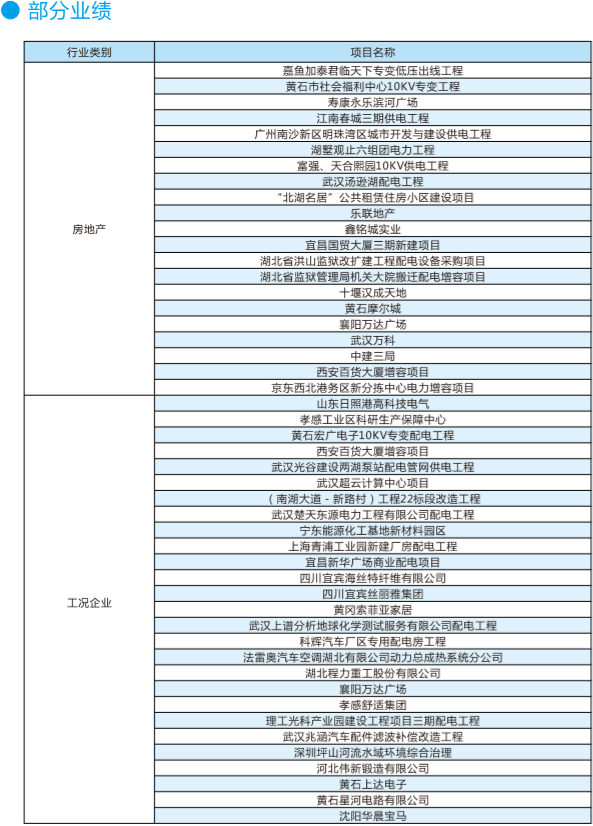 部分业绩
行业类别 项目名称
嘉鱼加泰君临天下专变低压出线工程
黄石市社会福利中心10KV专变工程
寿康永乐滨河广场
江南春城三期供电工程
广州南沙新区明珠湾区城市开发与建设供电工程
湖墅观止六组团电力工程
富强、天合熙园10KV供电工程
武汉汤逊湖配电工程
“北湖名居”公共租赁住房小区建设项目
乐联地产
房地产
鑫铭城实业
宜昌国贸大厦三期新建项目
湖北省洪山监狱改扩建工程配电设备采购项目
湖北省监狱管理局机关大院搬迁配电增容项目
十堰汉成天地
黄石摩尔城
襄阳万达广场
武汉万科
中建三局
西安百货大厦增容项目
京东西北港务区新分拣中心电力增容项目
山东日照港高科技电气
孝感工业区科研生产保障中心
黄石宏广电子10KV专变配电工程
西安百货大厦增容项目
武汉光谷建设两湖泵站配电管网供电工程
武汉超云计算中心项目
（南湖大道－新路村）工程22标段改造工程
武汉楚天东源电力工程有限公司配电工程
宁东能源化工基地新材料园区
上海青浦工业园新建厂房配电工程
宜昌新华广场商业配电项目
四川宜宾海丝特纤维有限公司
四川宜宾丝丽雅集团
工况企业
黄冈索菲亚家居
武汉上谱分析地球化学测试服务有限公司配电工程
科辉汽车厂区专用配电房工程
法雷奥汽车空调湖北有限公司动力总成热系统分公司
湖北程力重工股份有限公司
襄阳万达广场
孝感舒适集团
理工光科产业园建设工程项目三期配电工程
武汉兆涵汽车配件滤波补偿改造工程
深圳坪山河流水域环境综合治理
河北伟新锻造有限公司
黄石上达电子
黄石星河电路有限公司
沈阳华晨宝马